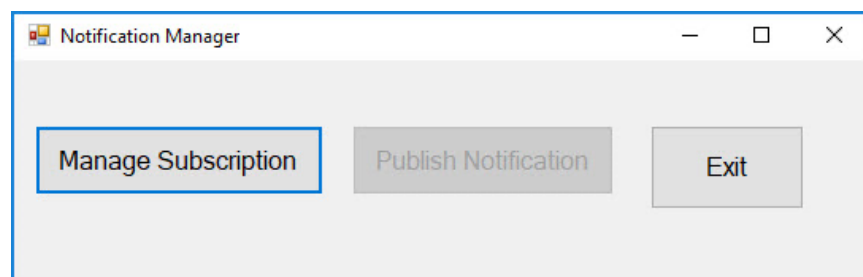 Notification Manager
Manage Subscription
Publish Notification
Exit